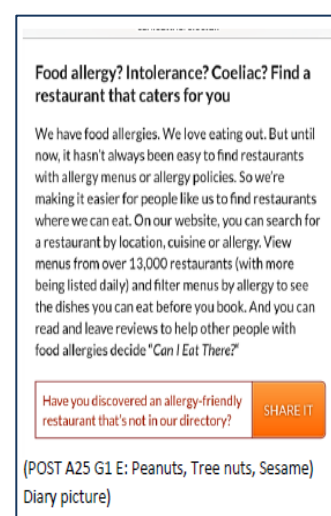 Food allergy? Intolerance? Coeliac? Find a
restaurant that caters for you
We have food allergies. We love eating out. But until
now, it hasn't always been easy to find restaurants
with allergy menus or allergy policies. So we're
making it easier for people like us to find restaurants
where we can eat. On our website, you can search for
a restaurant by location, cuisine or allergy. View
menus from over 13,000 restaurants (with more
being listed daily) and filter menus by allergy to see
the dishes you can eat before you book. And you can
read and leave reviews to help other people with
food allergies decide "Can I Eat There?"
Have you discovered an allergy-friendly
restaurant that's not in our directory?
SHARE IT
(POST A25 G1 E: Peanuts, Tree nuts, Sesame)
Diary picture)